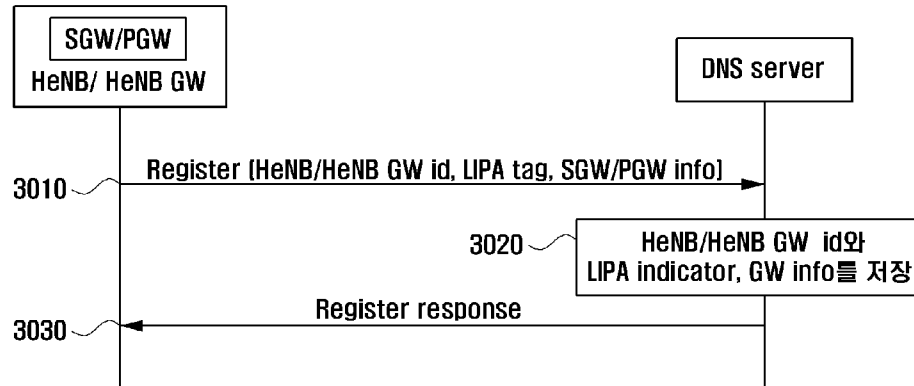 SGW/PGW
HeNB/ HeNB GW
DNS server
Register (HeNB/HeNB GW id, LIPA tag, SGW/PGW info)
3010
3020
HeNB/HeNB GW id와
LIPA indicator, GW info를 저장
Register response
3030